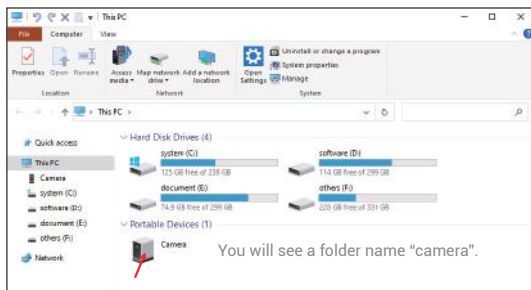 This PC
File Computer View
Properties Open Rename Access media Map network drive Add a network location Open Settings Uninstall or change a program
System properties
Manage
Location Network System
This PC
Quick access
This PC
Camera
system (C:)
software (D:)
document (E:)
others (F:)
Network
Hard Disk Drives (4)
system (C:)
125 GB free of 238 GB
software (D:)
114 GB free of 299 GB
document (E:)
74.9 GB free of 299 GB
others (F:)
228 GB free of 331 GB
Portable Devices (1)
Camera
You will see a folder name “camera”.